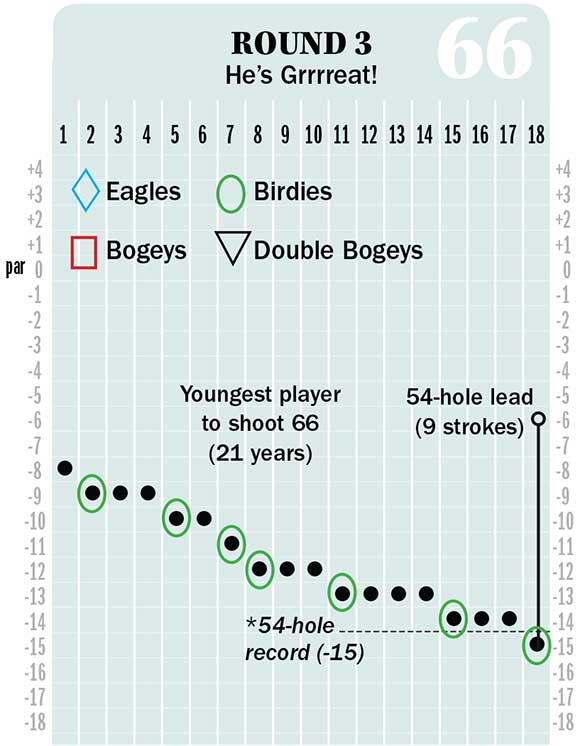 ROUND 3
66
He's Grrrreat!
1 2 3 4 5 6 7 8 9 10 11 12 13 14 15 16 17 18
+4 +4
+3 Eagles Birdies +3
+2 +2
+1 Bogeys Double Bogeys +1
par 0 0
-1 -1
-2 -2
-3 -3
-4 -4
-5 Youngest player 54-hole lead -5
-6 to shoot 66 (9 strokes) -6
-7 (21 years) -7
-8 -8
-9 -9
-10 -10
-11 -11
-12 -12
-13 -13
-14 *54-hole -14
-15 record (-15) -15
-16 -16
-17 -17
-18 -18